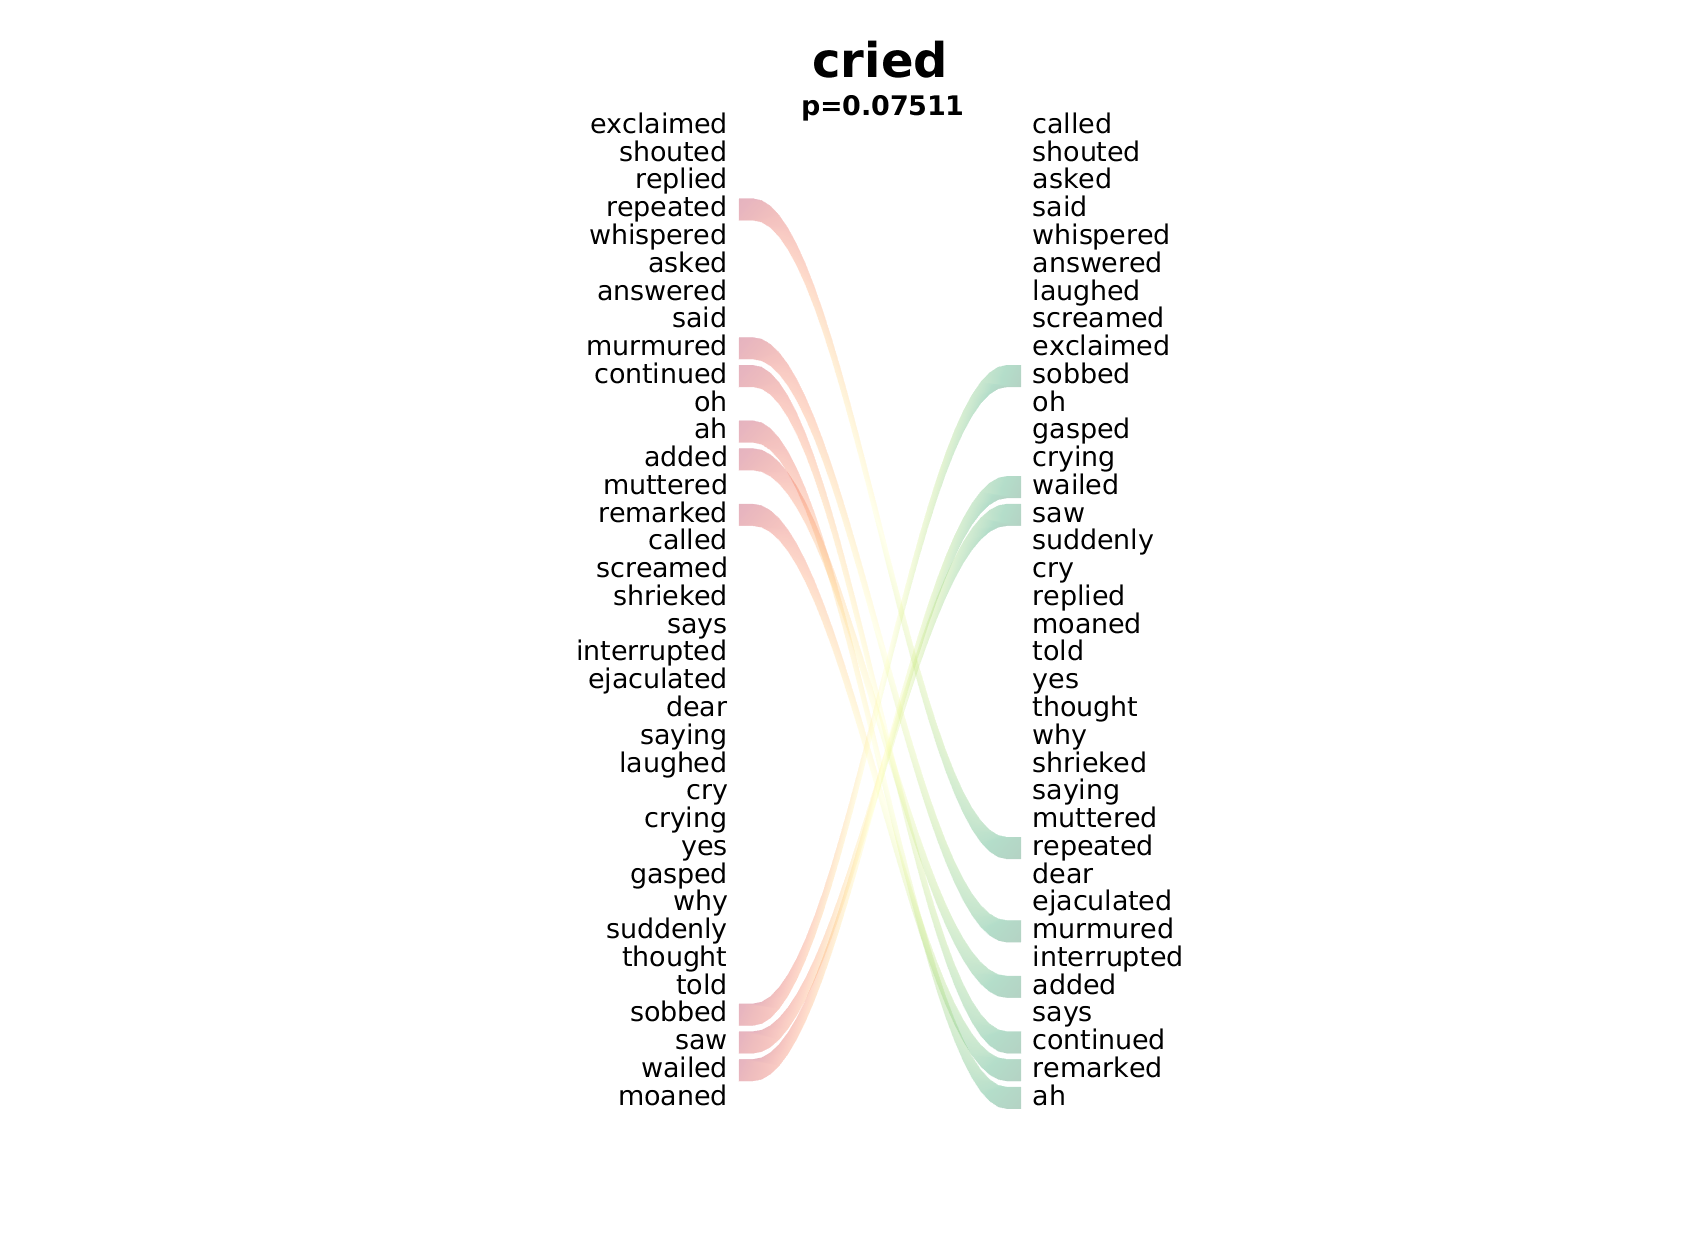 cried
p=0.07511
exclaimed called
shouted shouted
replied asked
repeated said
whispered whispered
asked answered
answered laughed
said screamed
murmured exclaimed
continued sobbed
oh oh
ah gasped
added crying
muttered wailed
remarked saw
called suddenly
screamed cry
shrieked replied
says moaned
interrupted told
ejaculated yes
dear thought
saying why
laughed shrieked
cry saying
crying muttered
yes repeated
gasped dear
why ejaculated
suddenly murmured
thought interrupted
told added
sobbed says
saw continued
wailed remarked
moaned ah